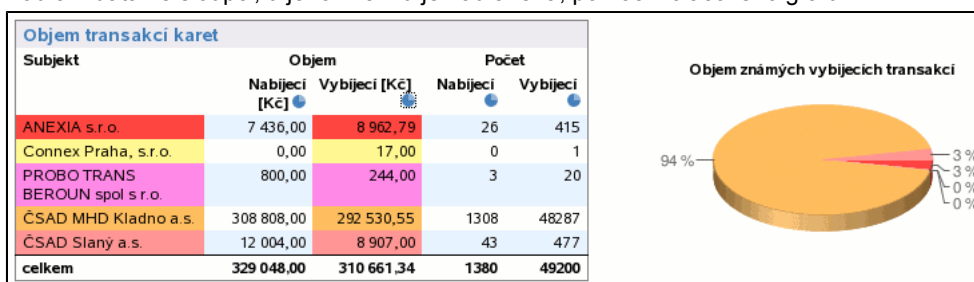 Objem transakcí karet
Subjekt Objem Počet
Nabíjecí [Kč] Vybíjecí [Kč] Nabíjecí Vybíjecí
ANEXIA s.r.o. 7 436,00 8 962,79 26 415
Connex Praha, s.r.o. 0,00 17,00 0 1
PROBO TRANS BEROUN spol s r.o. 800,00 244,00 3 20
ČSAD MHD Kladno a.s. 308 808,00 292 530,55 1308 48287
ČSAD Slaný a.s. 12 004,00 8 907,00 43 477
celkem 329 048,00 310 661,34 1380 49200
Objem známých vybíjecích transakcí
94 %
3 %
3 %
0 %
0 %